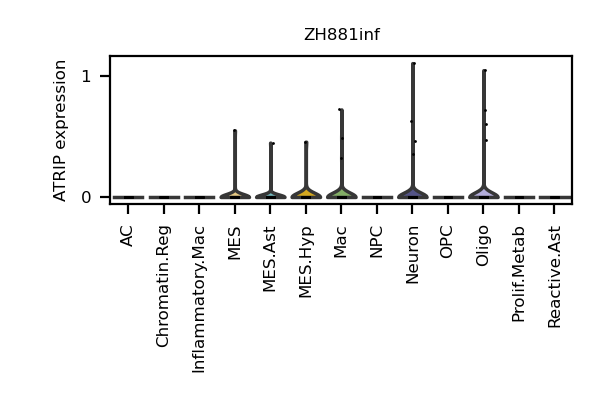 ZH881inf
ATRIP expression
1
0
AC
Chromatin.Reg
Inflammatory.Mac
MES
MES.Ast
MES.Hyp
Mac
NPC
Neuron
OPC
Oligo
Prolif.Metab
Reactive.Ast